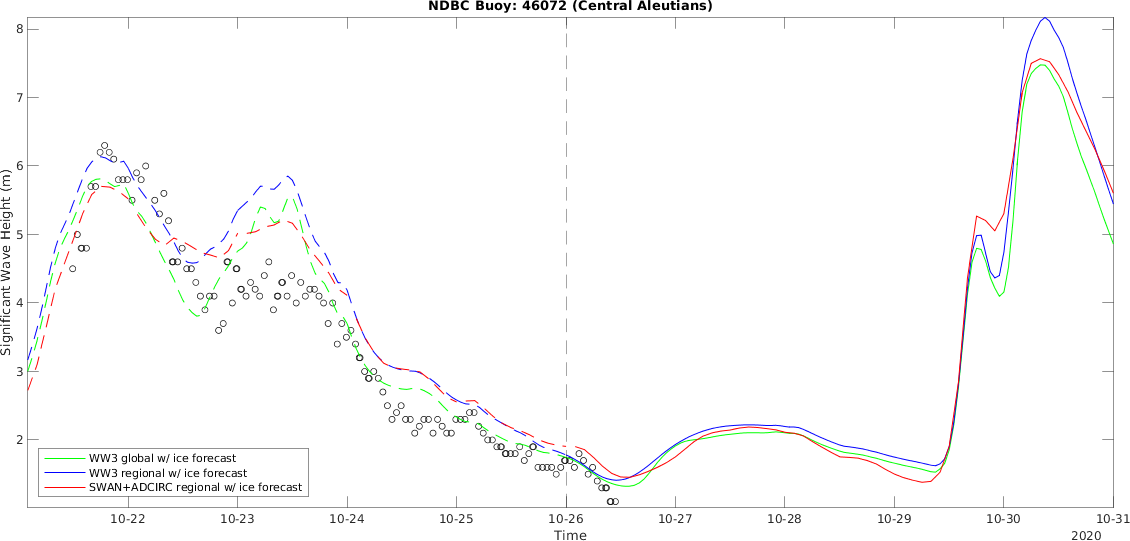 NDBC Buoy: 46072 (Central Aleutians)
8
7
6
5
4
3
2
Significant Wave Height (m)
WW3 global w/ ice forecast
WW3 regional w/ ice forecast
SWAN+ADCIRC regional w/ ice forecast
10-22 10-23 10-24 10-25 10-26 10-27 10-28 10-29 10-30 10-31
Time
2020